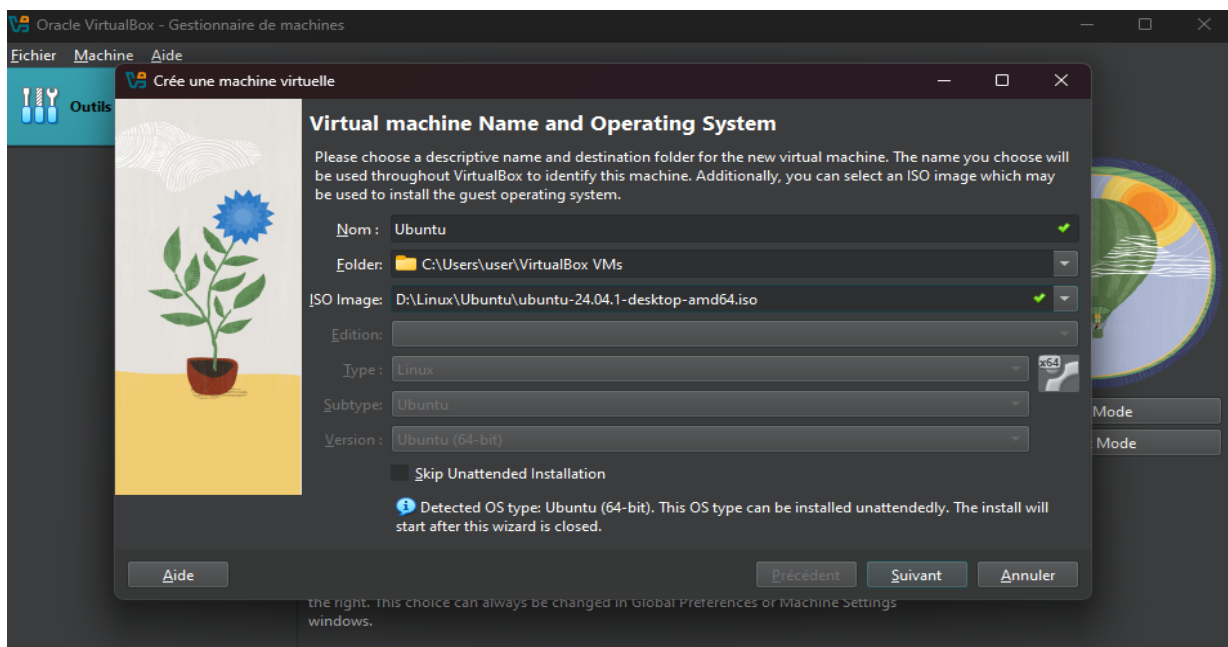 Oracle VirtualBox - Gestionnaire de machines
Fichier Machine Aide
Outils
Crée une machine virtuelle
Virtual machine Name and Operating System
Please choose a descriptive name and destination folder for the new virtual machine. The name you choose will
be used throughout VirtualBox to identify this machine. Additionally, you can select an ISO image which may
be used to install the guest operating system.
Nom : Ubuntu
Folder: C:\Users\user\VirtualBox VMs
ISO Image: D:\Linux\Ubuntu\ubuntu-24.04.1-desktop-amd64.iso
Edition:
Type : Linux
x64
Subtype: Ubuntu
Version : Ubuntu (64-bit)
Mode
Mode
Skip Unattended Installation
Detected OS type: Ubuntu (64-bit). This OS type can be installed unattendedly. The install will
start after this wizard is closed.
Aide Précédent Suivant Annuler
the right. This choice can always be changed in Global Preferences or Machine Settings
windows.